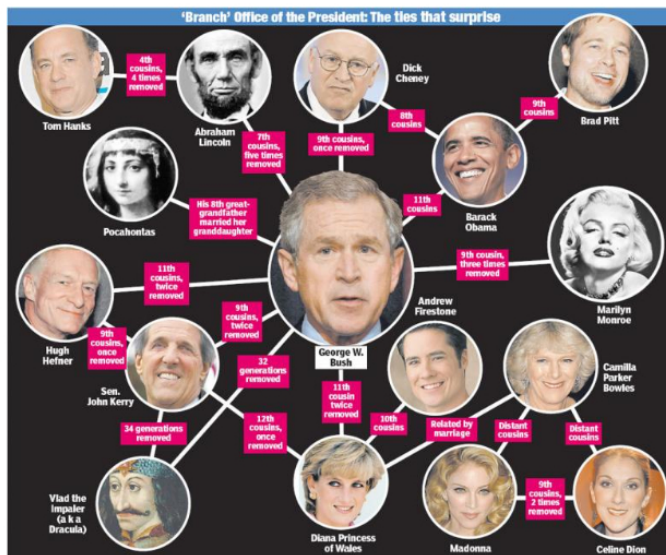 'Branch' Office of the President: The ties that surprise
4th
cousins,
4 times
removed
Tom Hanks
Abraham
Lincoln
7th
cousins,
five times
removed
Dick
Cheney
9th cousins,
once removed
8th
cousins
9th
cousins
Brad Pitt
Barack
Obama
11th
cousins
Pocahontas
His 8th great-
grandfather
married her
granddaughter
9th cousin,
three times
removed
Marilyn
Monroe
11th
cousins,
twice
removed
Hugh
Hefner
9th
cousins,
once
removed
9th
cousins,
twice
removed
Sen.
John Kerry
32
generations
removed
George W.
Bush
Andrew
Firestone
Camilla
Parker
Bowles
11th
cousin
twice
removed
10th
cousins
Related by
marriage
Distant
cousins
Distant
cousins
34 generations
removed
12th
cousins,
once
removed
Vlad the
Impaler
(a k a
Dracula)
Diana Princess
of Wales
Madonna
9th
cousins,
2 times
removed
Celine Dion